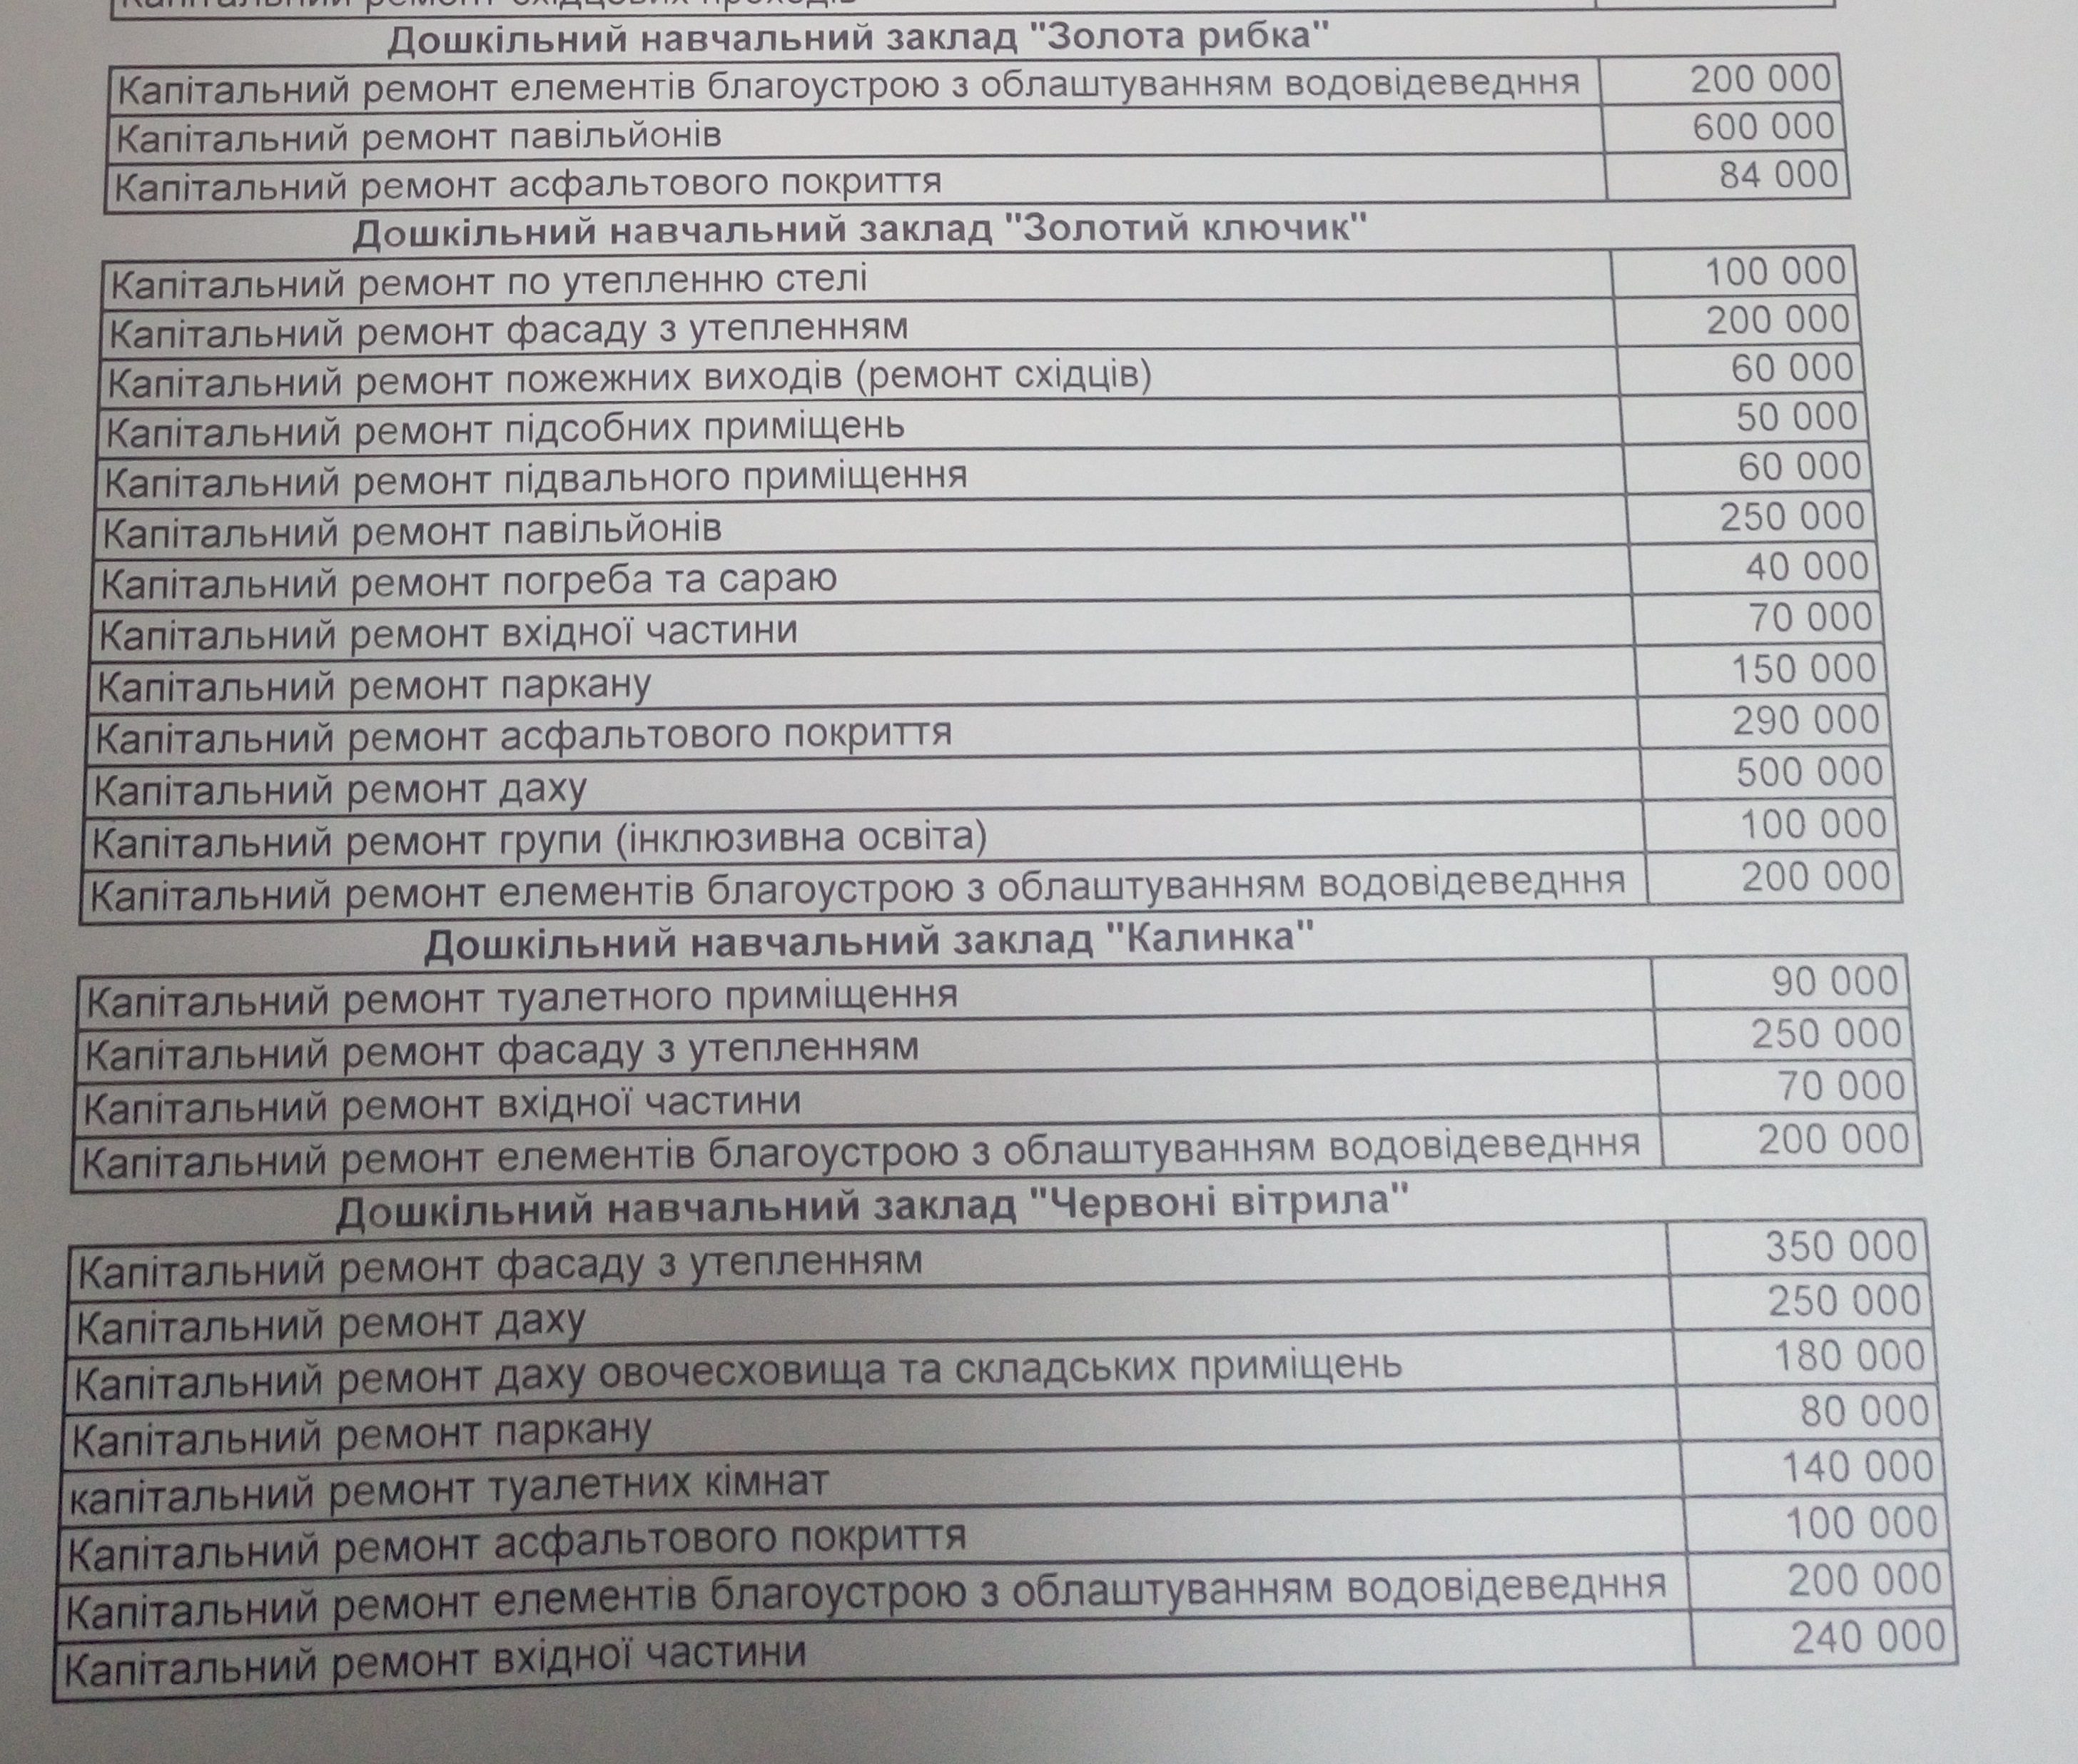 Дошкільний навчальний заклад "Золота рибка"
Капітальний ремонт елементів благоустрою з облаштуванням водовідеведння 200 000
Капітальний ремонт павільйонів 600 000
Капітальний ремонт асфальтового покриття 84 000
Дошкільний навчальний заклад "Золотий ключик"
Капітальний ремонт по утепленню стелі 100 000
Капітальний ремонт фасаду з утепленням 200 000
Капітальний ремонт пожежних виходів (ремонт східців) 60 000
Капітальний ремонт підсобних приміщень 50 000
Капітальний ремонт підвального приміщення 60 000
Капітальний ремонт павільйонів 250 000
Капітальний ремонт погреба та сараю 40 000
Капітальний ремонт вхідної частини 70 000
Капітальний ремонт паркану 150 000
Капітальний ремонт асфальтового покриття 290 000
Капітальний ремонт даху 500 000
Капітальний ремонт групи (інклюзивна освіта) 100 000
Капітальний ремонт елементів благоустрою з облаштуванням водовідеведння 200 000
Дошкільний навчальний заклад "Калинка"
Капітальний ремонт туалетного приміщення 90 000
Капітальний ремонт фасаду з утепленням 250 000
Капітальний ремонт вхідної частини 70 000
Капітальний ремонт елементів благоустрою з облаштуванням водовідеведння 200 000
Дошкільний навчальний заклад "Червоні вітрила"
Капітальний ремонт фасаду з утепленням 350 000
Капітальний ремонт даху 250 000
Капітальний ремонт даху овочесховища та складських приміщень 180 000
Капітальний ремонт паркану 80 000
капітальний ремонт туалетних кімнат 140 000
Капітальний ремонт асфальтового покриття 100 000
Капітальний ремонт елементів благоустрою з облаштуванням водовідеведння 200 000
Капітальний ремонт вхідної частини 240 000